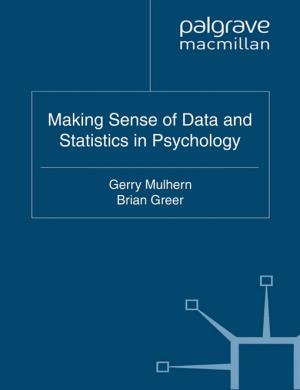 palgrave
macmillan
Making Sense of Data and
Statistics in Psychology
Gerry Mulhern
Brian Greer